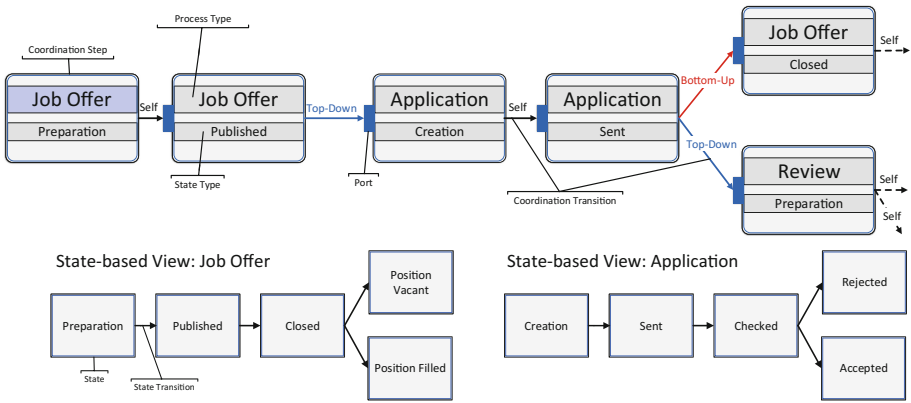 Process Type
Coordination Step
Job Offer
Preparation
Self
Job Offer
Published
State Type
Top-Down
Port
Application
Creation
Self
Coordination Transition
Application
Sent
Bottom-Up
Top-Down
Job Offer
Closed
Self
Review
Preparation
Self
Self
State-based View: Job Offer
Preparation
State
State Transition
Published
Closed
Position
Vacant
Position Filled
State-based View: Application
Creation
Sent
Checked
Rejected
Accepted